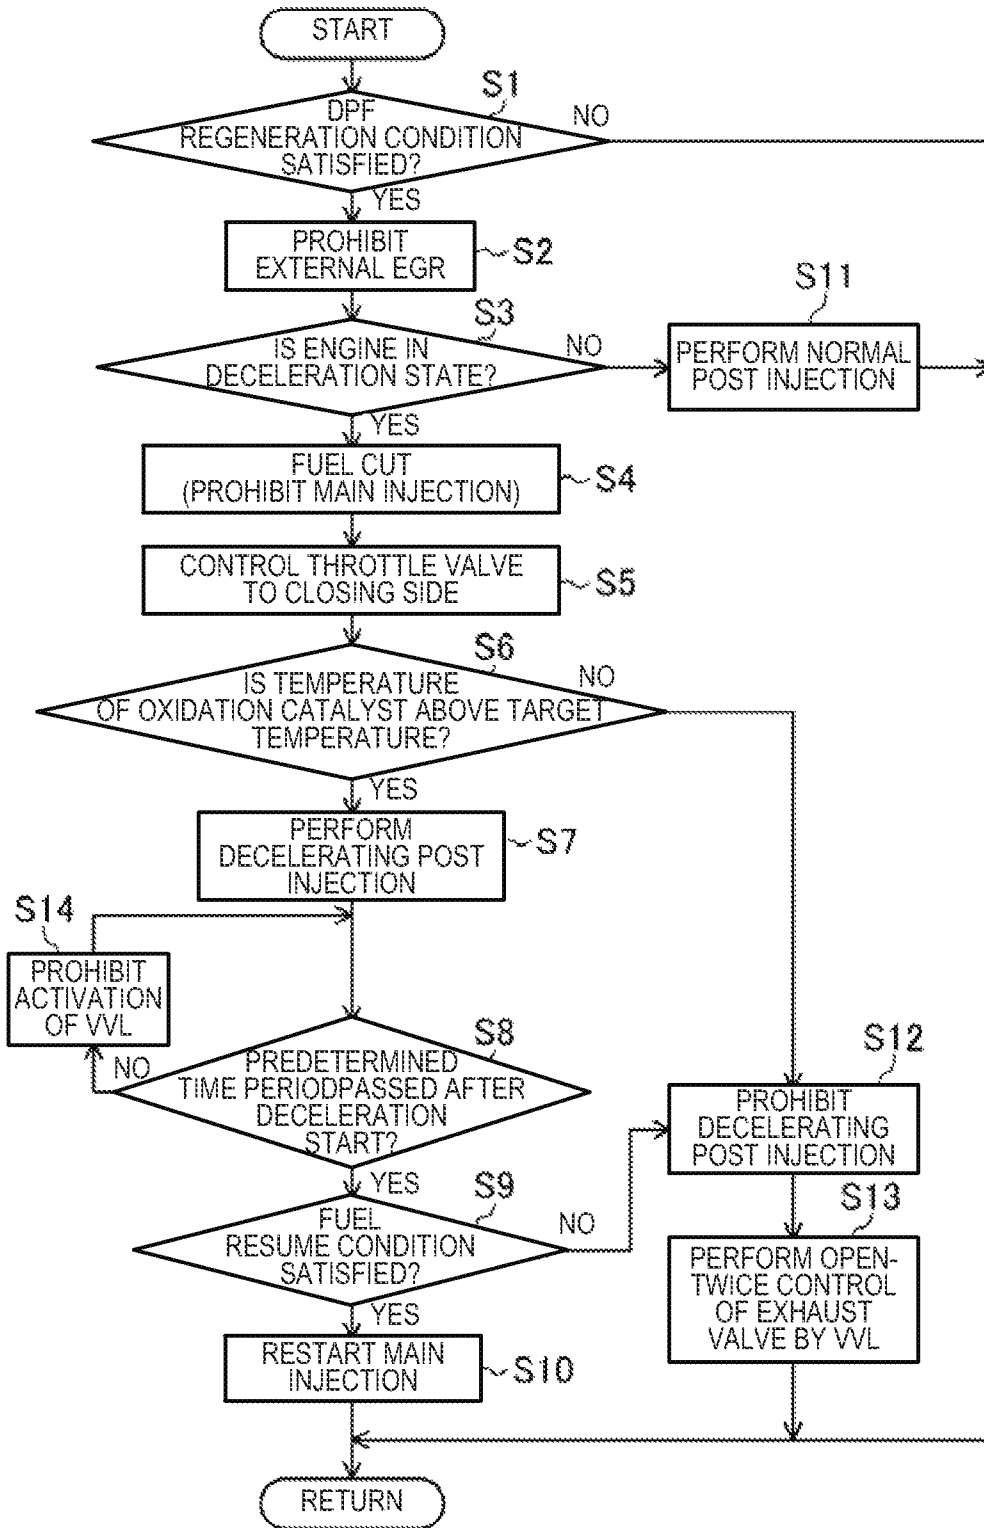 START
S1
DPF
REGENERATION CONDITION
SATISFIED?
NO
YES
PROHIBIT
EXTERNAL EGR
S2
S3
IS ENGINE IN
DECELERATION STATE?
NO
YES
S11
PERFORM NORMAL
POST INJECTION
FUEL CUT
(PROHIBIT MAIN INJECTION)
S4
CONTROL THROTTLE VALVE
TO CLOSING SIDE
S5
S6
IS TEMPERATURE
OF OXIDATION CATALYST ABOVE TARGET
TEMPERATURE?
NO
YES
PERFORM
DECELERATING POST
INJECTION
S7
S14
PROHIBIT
ACTIVATION
OF VVL
S8
PREDETERMINED
TIME PERIODPASSED AFTER
DECELERATION
START?
NO
YES
S12
PROHIBIT
DECELERATING
POST INJECTION
S9
FUEL
RESUME CONDITION
SATISFIED?
NO
YES
S13
PERFORM OPEN-
TWICE CONTROL
OF EXHAUST
VALVE BY VVL
RESTART MAIN
INJECTION
S10
RETURN